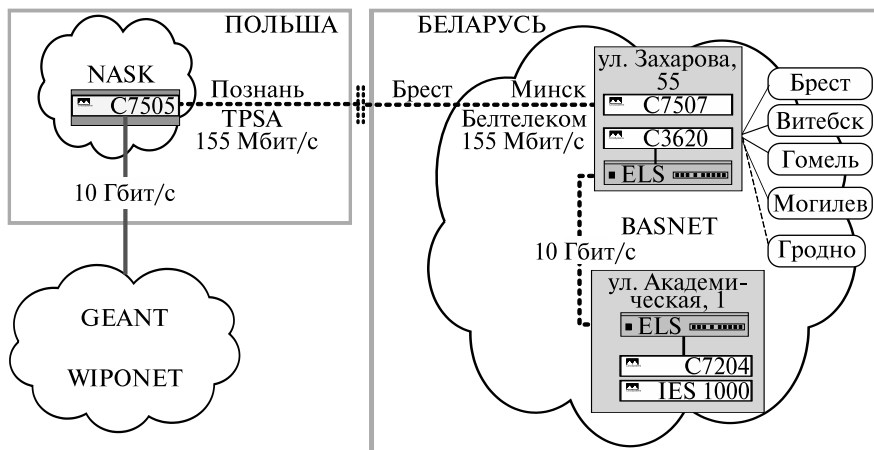 ПОЛЬША
БЕЛАРУСЬ
NASK
C7505
Познань
TPSA
155 Мбит/с
10 Гбит/с
GEANT
WIPONET
Брест
Минск
Белтелеком
155 Мбит/с
ул. Захарова,
55
C7507
C3620
ELS
Брест
Витебск
Гомель
Могилев
Гродно
BASNET
10 Гбит/с
ул. Академи-
ческая, 1
ELS
C7204
IES 1000